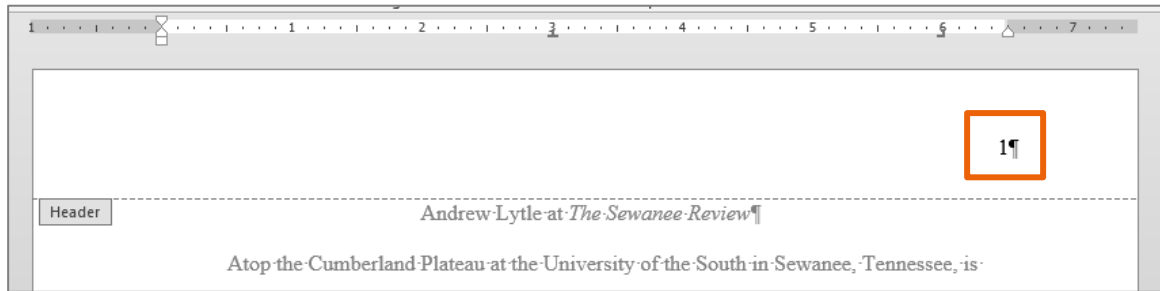 1 1 2 3 4 5 6 7
1¶
Header
Andrew·Lytle·at·The·Sewanee·Review¶
Atop·the·Cumberland·Plateau·at·the·University·of·the·South·in·Sewanee,·Tennessee,·is·